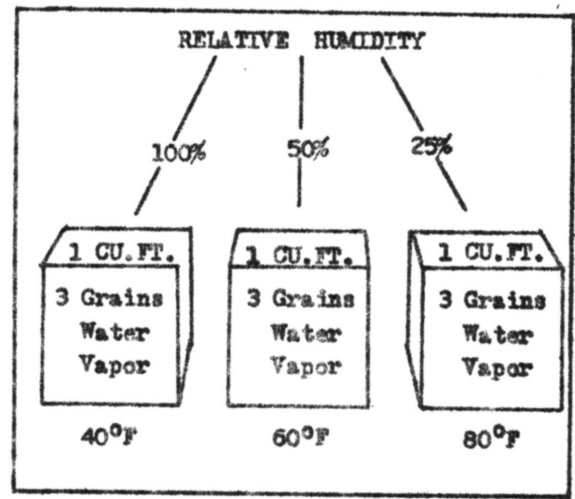 RELATIVE HUMIDITY
100% 50% 25%
1 CU.FT. 1 CU.FT. 1 CU.FT.
3 Grains 3 Grains 3 Grains
Water Water Water
Vapor Vapor Vapor
40°F 60°F 80°F